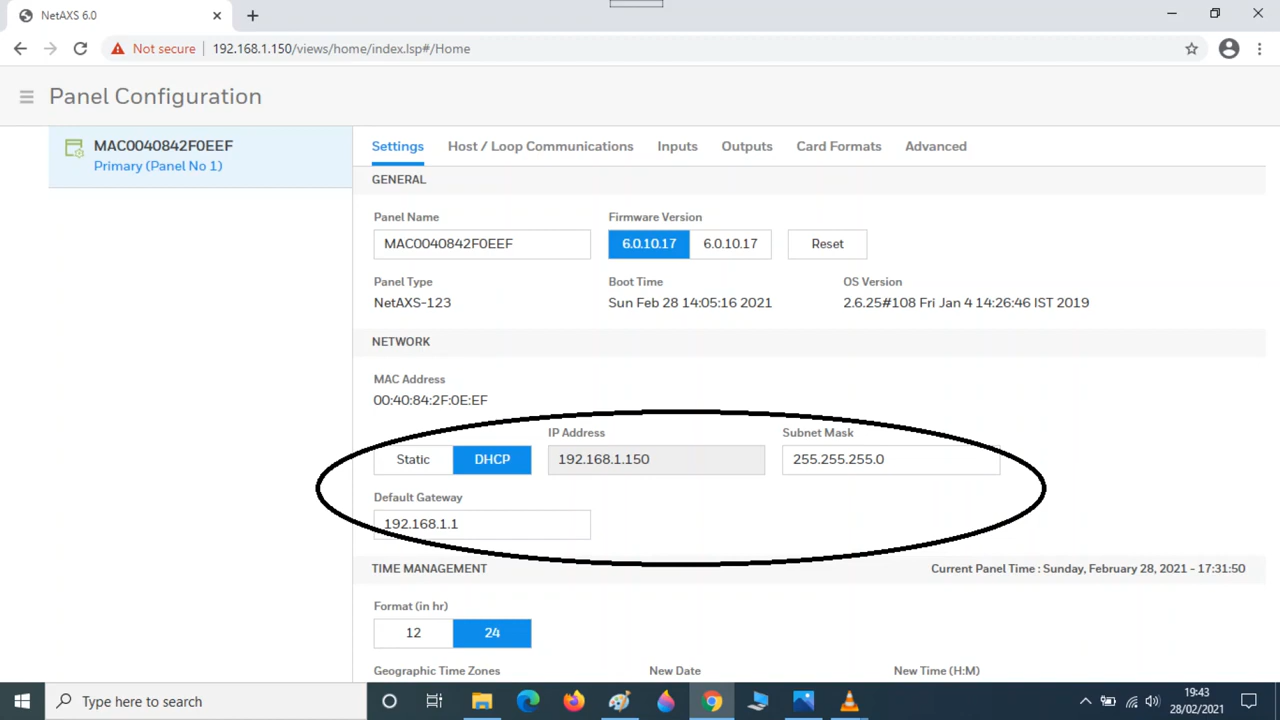 NetAXS 6.0
Not secure
192.168.1.150/views/home/index.lsp#/Home
Panel Configuration
MAC0040842F0EEF
Primary (Panel No 1)
Settings
Host / Loop Communications
Inputs
Outputs
Card Formats
Advanced
GENERAL
Panel Name
Firmware Version
MAC0040842F0EEF
6.0.10.17
6.0.10.17
Reset
Panel Type
Boot Time
OS Version
NetAXS-123
Sun Feb 28 14:05:16 2021
2.6.25#108 Fri Jan 4 14:26:46 IST 2019
NETWORK
MAC Address
00:40:84:2F:0E:EF
IP Address
Subnet Mask
Static
DHCP
192.168.1.150
255.255.255.0
Default Gateway
192.168.1.1
TIME MANAGEMENT
Current Panel Time : Sunday, February 28, 2021 - 17:31:50
Format (in hr)
12
24
Geographic Time Zones
New Date
New Time (H:M)
Type here to search
19:43
28/02/2021